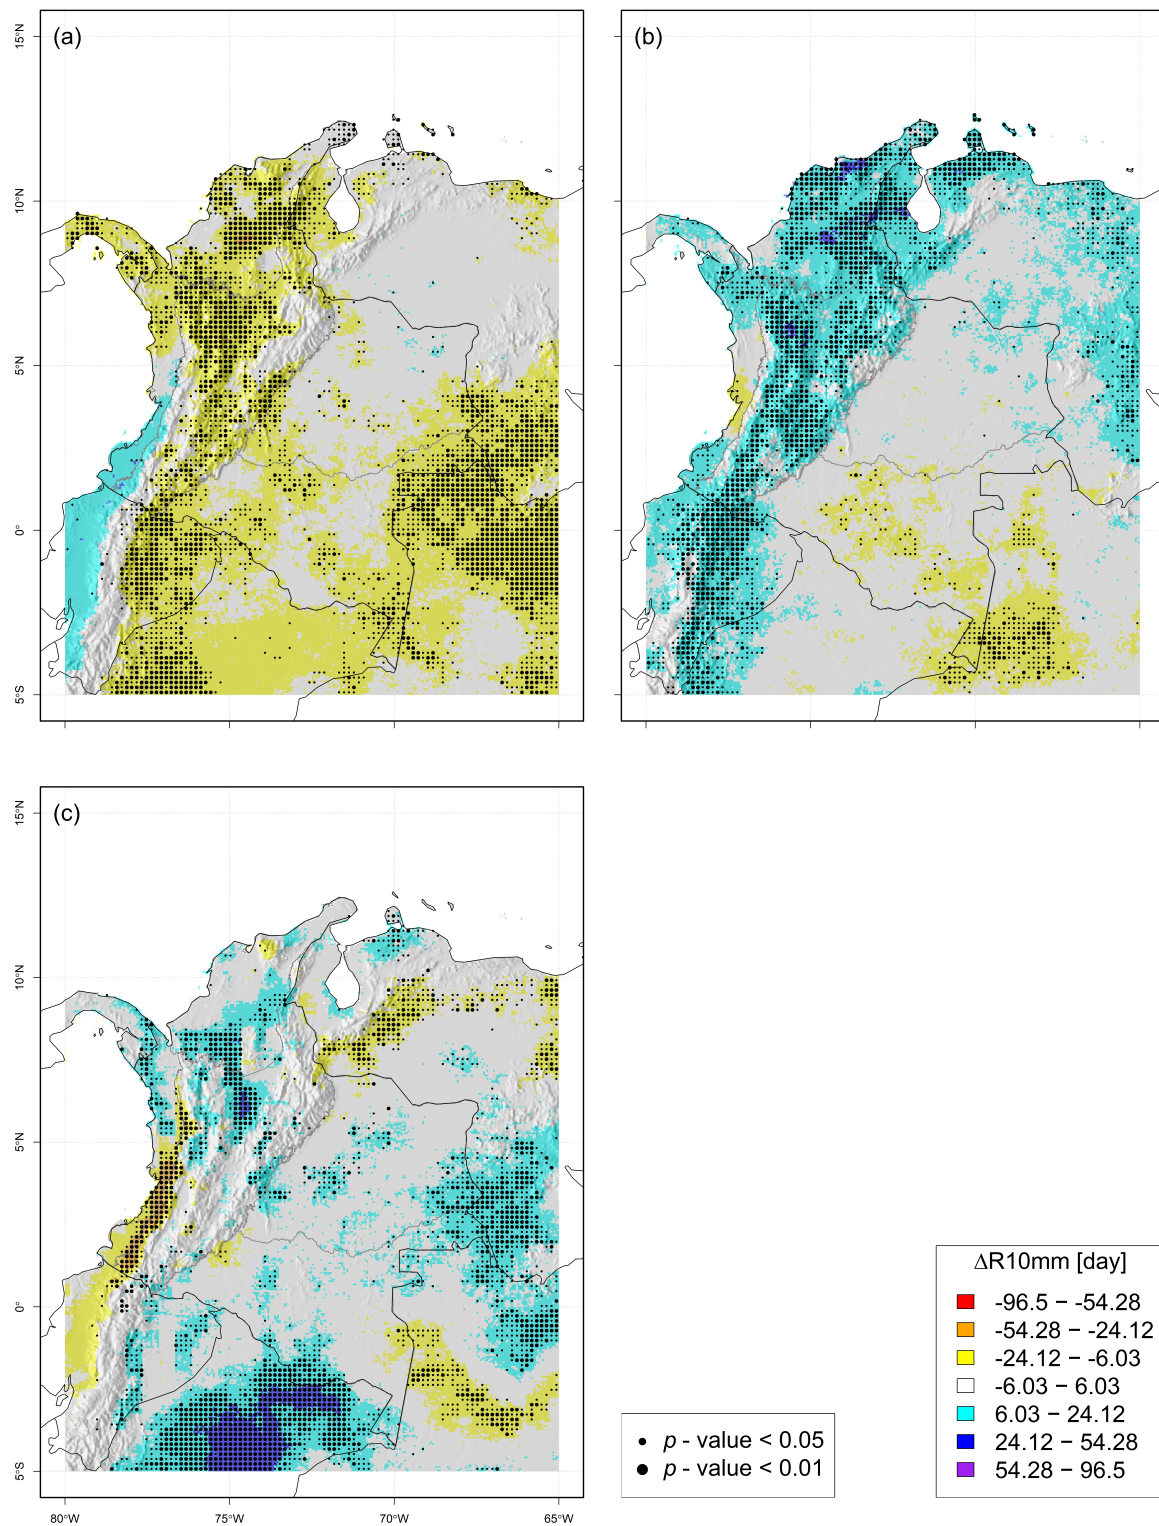 (a)
(b)
15°N
10°N
5°N
0°
5°S
(c)
15°N
10°N
5°N
0°
5°S
80°W
75°W
70°W
65°W
p - value < 0.05
p - value < 0.01
ΔR10mm [day]
-96.5 − -54.28
-54.28 − -24.12
-24.12 − -6.03
-6.03 − 6.03
6.03 − 24.12
24.12 − 54.28
54.28 − 96.5